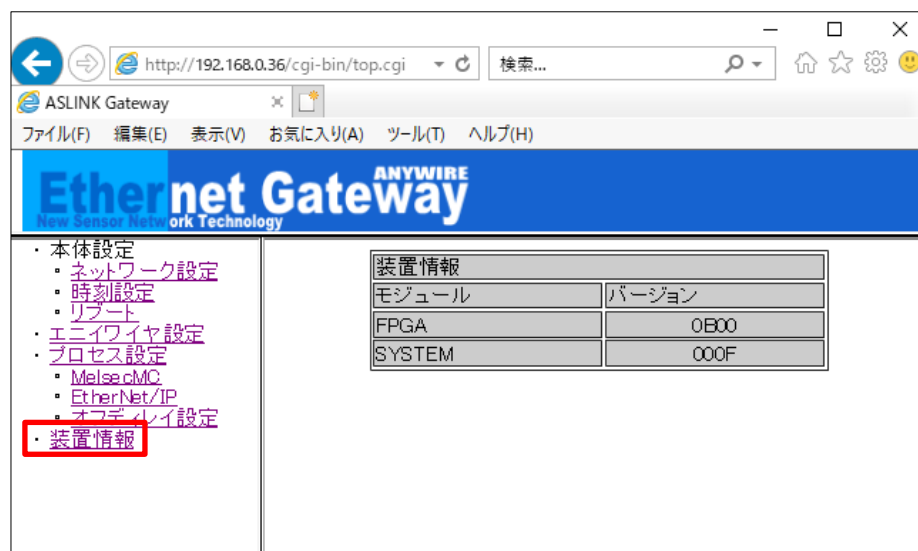 http://192.168.0.36/cgi-bin/top.cgi
検索...
ASLINK Gateway
ファイル(F) 編集(E) 表示(V) お気に入り(A) ツール(T) ヘルプ(H)
ANYWIRE
Ethernet Gateway
New Sensor Network Technology
・本体設定
ネットワーク設定
時刻設定
リブート
・エニイワイヤ設定
・プロセス設定
MelsecMC
EtherNet/IP
オフディレイ設定
・装置情報
装置情報
モジュール バージョン
FPGA 0B00
SYSTEM 000F